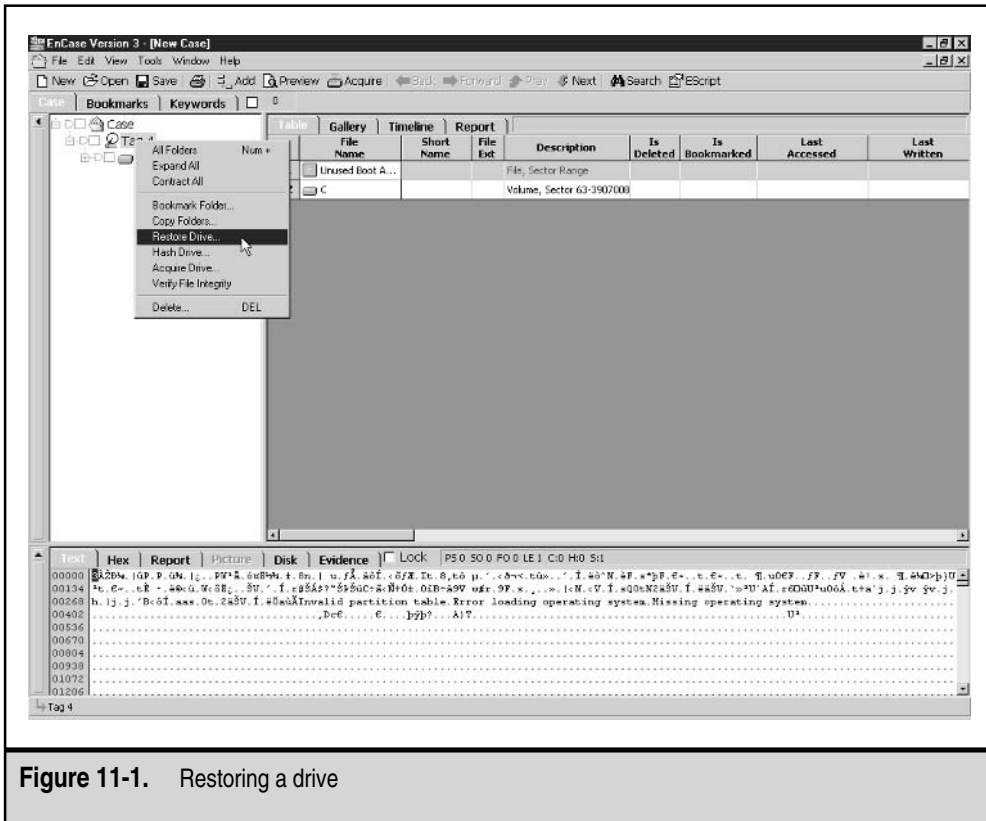 EnCase Version 3 - [New Case]
File Edit View Tools Window Help
New Open Save Add Preview Acquire Back Forward Play Next Search EScript
Case Bookmarks Keywords 0
Case
Tag 4
All Folders Num +
Expand All
Contract All
Bookmark Folder...
Copy Folders...
Restore Drive...
Hash Drive...
Acquire Drive...
Verify File Integrity
Delete... DEL
Table Gallery Timeline Report
File Name Short Name File Ext Description Is Deleted Is Bookmarked Last Accessed Last Written
Unused Boot A... File, Sector Range
C Volume, Sector 63-3907008
Text Hex Report Picture Disk Evidence Lock PS 0 SO 0 FO 0 LE 1 C:0 H:0 S:1
00000
00134
00268 Invalid partition table.Error loading operating system.Missing operating system
00402
00536
00670
00804
00938
01072
01206
Tag 4
Figure 11-1. Restoring a drive